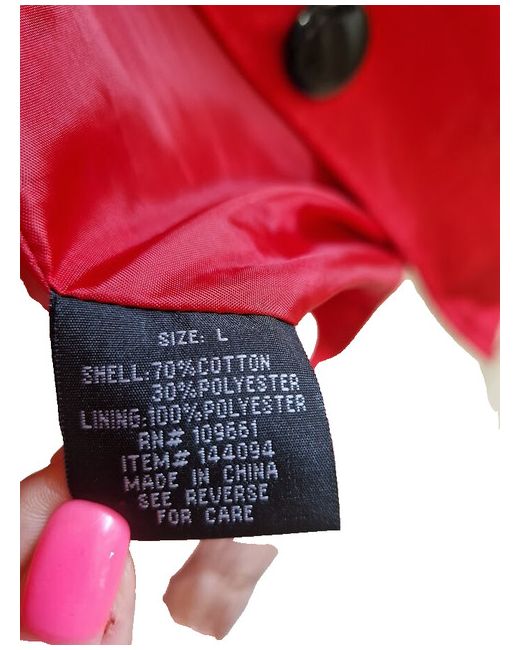 SIZE: L
SHELL:70%COTTON
30%POLYESTER
LINING:100%POLYESTER
RN# 109661
ITEM# 144094
MADE IN CHINA
SEE REVERSE
FOR CARE